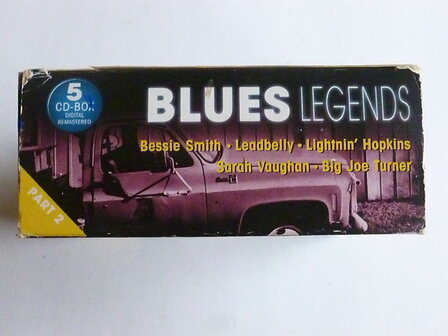 5
CD-BOX
DIGITAL
REMASTERED
BLUES LEGENDS
Bessie Smith • Leadbelly • Lightnin' Hopkins
Sarah Vaughan • Big Joe Turner
PART 2